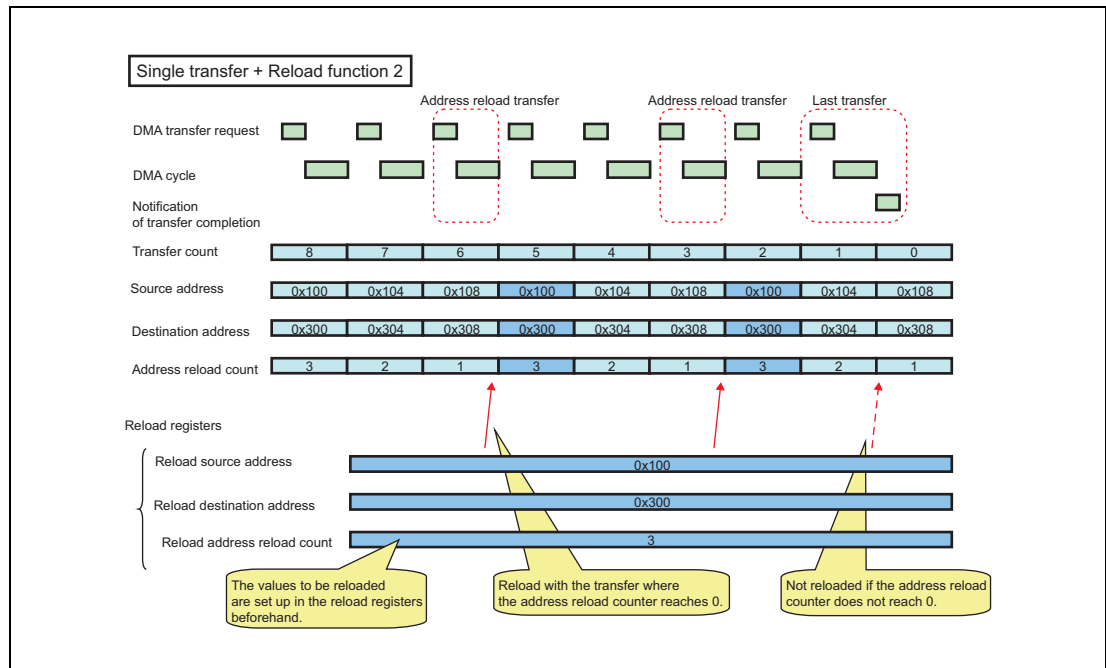 Single transfer + Reload function 2
Address reload transfer
Address reload transfer
Last transfer
DMA transfer request
DMA cycle
Notification
of transfer completion
Transfer count 8 7 6 5 4 3 2 1 0
Source address 0x100 0x104 0x108 0x100 0x104 0x108 0x100 0x104 0x108
Destination address 0x300 0x304 0x308 0x300 0x304 0x308 0x300 0x304 0x308
Address reload count 3 2 1 3 2 1 3 2 1
Reload registers
Reload source address 0x100
Reload destination address 0x300
Reload address reload count 3
The values to be reloaded
are set up in the reload registers
beforehand.
Reload with the transfer where
the address reload counter reaches 0.
Not reloaded if the address reload
counter does not reach 0.